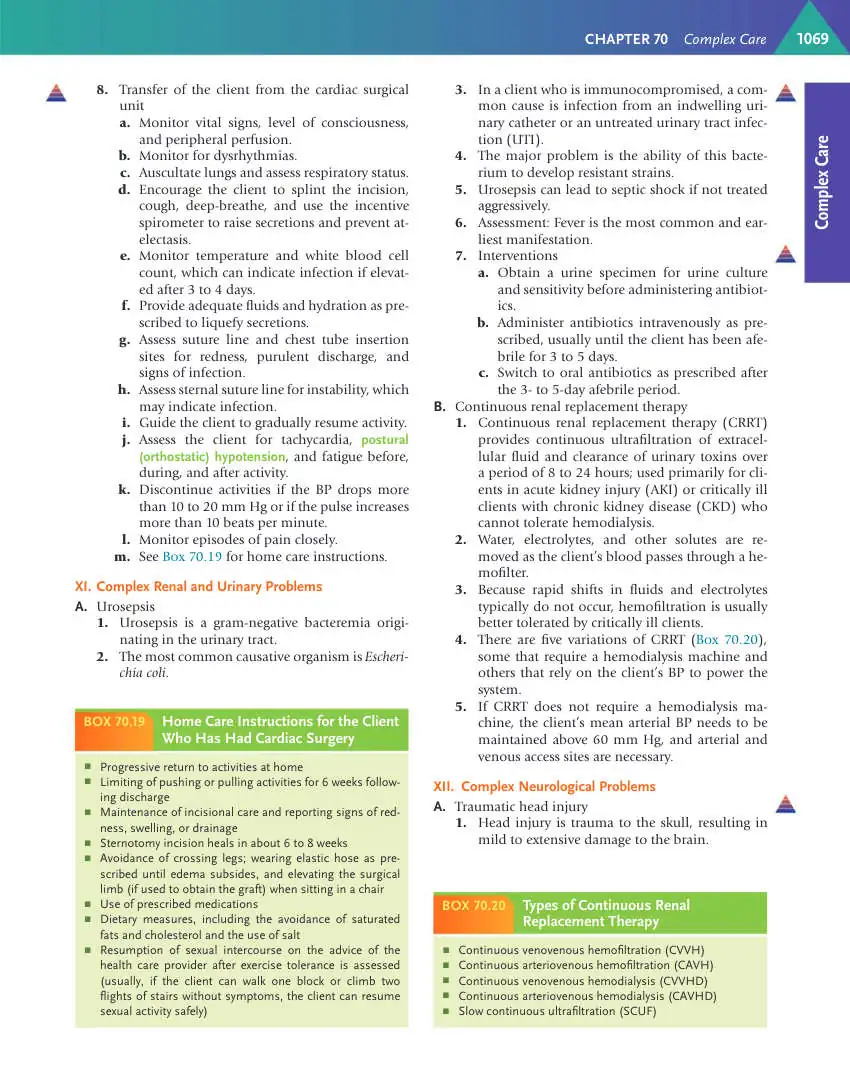 CHAPTER 70 Complex Care 1069
8. Transfer of the client from the cardiac surgical
unit
a. Monitor vital signs, level of consciousness,
and peripheral perfusion.
b. Monitor for dysrhythmias.
c. Auscultate lungs and assess respiratory status.
d. Encourage the client to splint the incision,
cough, deep-breathe, and use the incentive
spirometer to raise secretions and prevent at-
electasis.
e. Monitor temperature and white blood cell
count, which can indicate infection if elevat-
ed after 3 to 4 days.
f. Provide adequate fluids and hydration as pre-
scribed to liquefy secretions.
g. Assess suture line and chest tube insertion
sites for redness, purulent discharge, and
signs of infection.
h. Assess sternal suture line for instability, which
may indicate infection.
i. Guide the client to gradually resume activity.
j. Assess the client for tachycardia, postural
(orthostatic) hypotension, and fatigue before,
during, and after activity.
k. Discontinue activities if the BP drops more
than 10 to 20 mm Hg or if the pulse increases
more than 10 beats per minute.
l. Monitor episodes of pain closely.
m. See Box 70.19 for home care instructions.
XI. Complex Renal and Urinary Problems
A. Urosepsis
1. Urosepsis is a gram-negative bacteremia origi-
nating in the urinary tract.
2. The most common causative organism is Escheri-
chia coli.
BOX 70.19 Home Care Instructions for the Client
Who Has Had Cardiac Surgery
■ Progressive return to activities at home
■ Limiting of pushing or pulling activities for 6 weeks follow-
ing discharge
■ Maintenance of incisional care and reporting signs of red-
ness, swelling, or drainage
■ Sternotomy incision heals in about 6 to 8 weeks
■ Avoidance of crossing legs; wearing elastic hose as pre-
scribed until edema subsides, and elevating the surgical
limb (if used to obtain the graft) when sitting in a chair
■ Use of prescribed medications
■ Dietary measures, including the avoidance of saturated
fats and cholesterol and the use of salt
■ Resumption of sexual intercourse on the advice of the
health care provider after exercise tolerance is assessed
(usually, if the client can walk one block or climb two
flights of stairs without symptoms, the client can resume
sexual activity safely)
3. In a client who is immunocompromised, a com-
mon cause is infection from an indwelling uri-
nary catheter or an untreated urinary tract infec-
tion (UTI).
4. The major problem is the ability of this bacte-
rium to develop resistant strains.
5. Urosepsis can lead to septic shock if not treated
aggressively.
6. Assessment: Fever is the most common and ear-
liest manifestation.
7. Interventions
a. Obtain a urine specimen for urine culture
and sensitivity before administering antibiot-
ics.
b. Administer antibiotics intravenously as pre-
scribed, usually until the client has been afe-
brile for 3 to 5 days.
c. Switch to oral antibiotics as prescribed after
the 3- to 5-day afebrile period.
B. Continuous renal replacement therapy
1. Continuous renal replacement therapy (CRRT)
provides continuous ultrafiltration of extracel-
lular fluid and clearance of urinary toxins over
a period of 8 to 24 hours; used primarily for cli-
ents in acute kidney injury (AKI) or critically ill
clients with chronic kidney disease (CKD) who
cannot tolerate hemodialysis.
2. Water, electrolytes, and other solutes are re-
moved as the client's blood passes through a he-
mofilter.
3. Because rapid shifts in fluids and electrolytes
typically do not occur, hemofiltration is usually
better tolerated by critically ill clients.
4. There are five variations of CRRT (Box 70.20),
some that require a hemodialysis machine and
others that rely on the client's BP to power the
system.
5. If CRRT does not require a hemodialysis ma-
chine, the client's mean arterial BP needs to be
maintained above 60 mm Hg, and arterial and
venous access sites are necessary.
XII. Complex Neurological Problems
A. Traumatic head injury
1. Head injury is trauma to the skull, resulting in
mild to extensive damage to the brain.
BOX 70.20 Types of Continuous Renal
Replacement Therapy
■ Continuous venovenous hemofiltration (CVVH)
■ Continuous arteriovenous hemofiltration (CAVH)
■ Continuous venovenous hemodialysis (CVVHD)
■ Continuous arteriovenous hemodialysis (CAVHD)
■ Slow continuous ultrafiltration (SCUF)
Complex Care